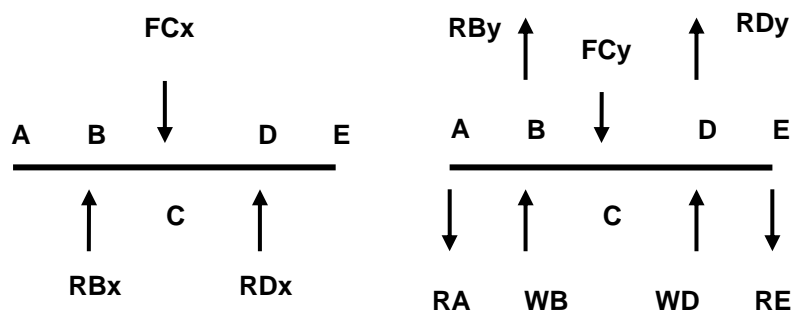 FCx
A B D E
C
RBx RDx
RBy RDy
FCy
A B D E
C
RA WB WD RE